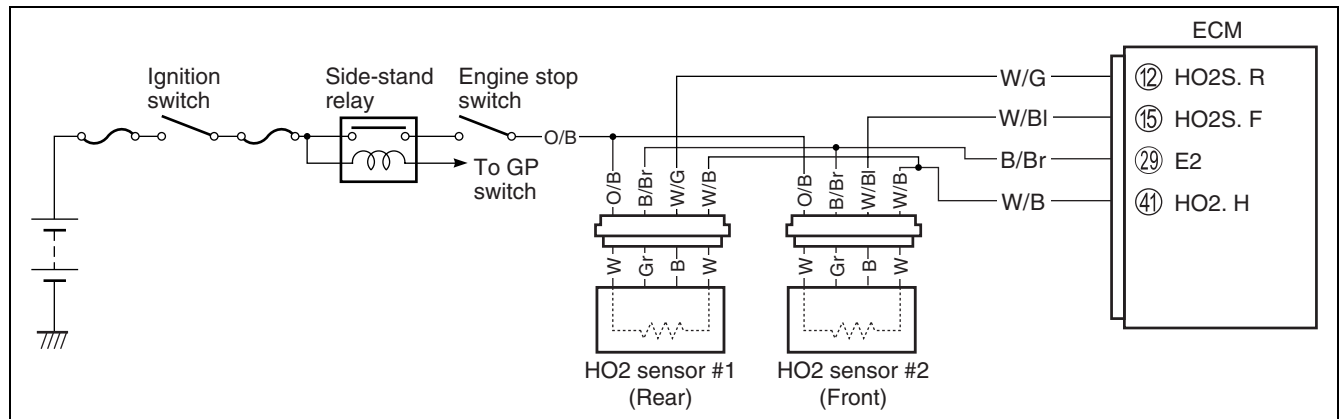 ECM
Ignition
switch
Side-stand
relay
Engine stop
switch
W/G
12 HO2S. R
W/Bl
15 HO2S. F
O/B
To GP
switch
B/Br
29 E2
W/B
41 HO2. H
O/B
B/Br
W/G
W/B
O/B
B/Br
W/Bl
W/B
W
Gr
B
W
W
Gr
B
W
HO2 sensor #1
(Rear)
HO2 sensor #2
(Front)